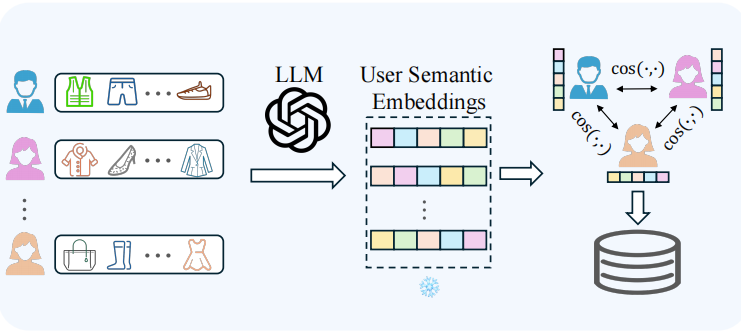 LLM
User Semantic
Embeddings
cos(·,·)
cos(·,·)
cos(·,·)